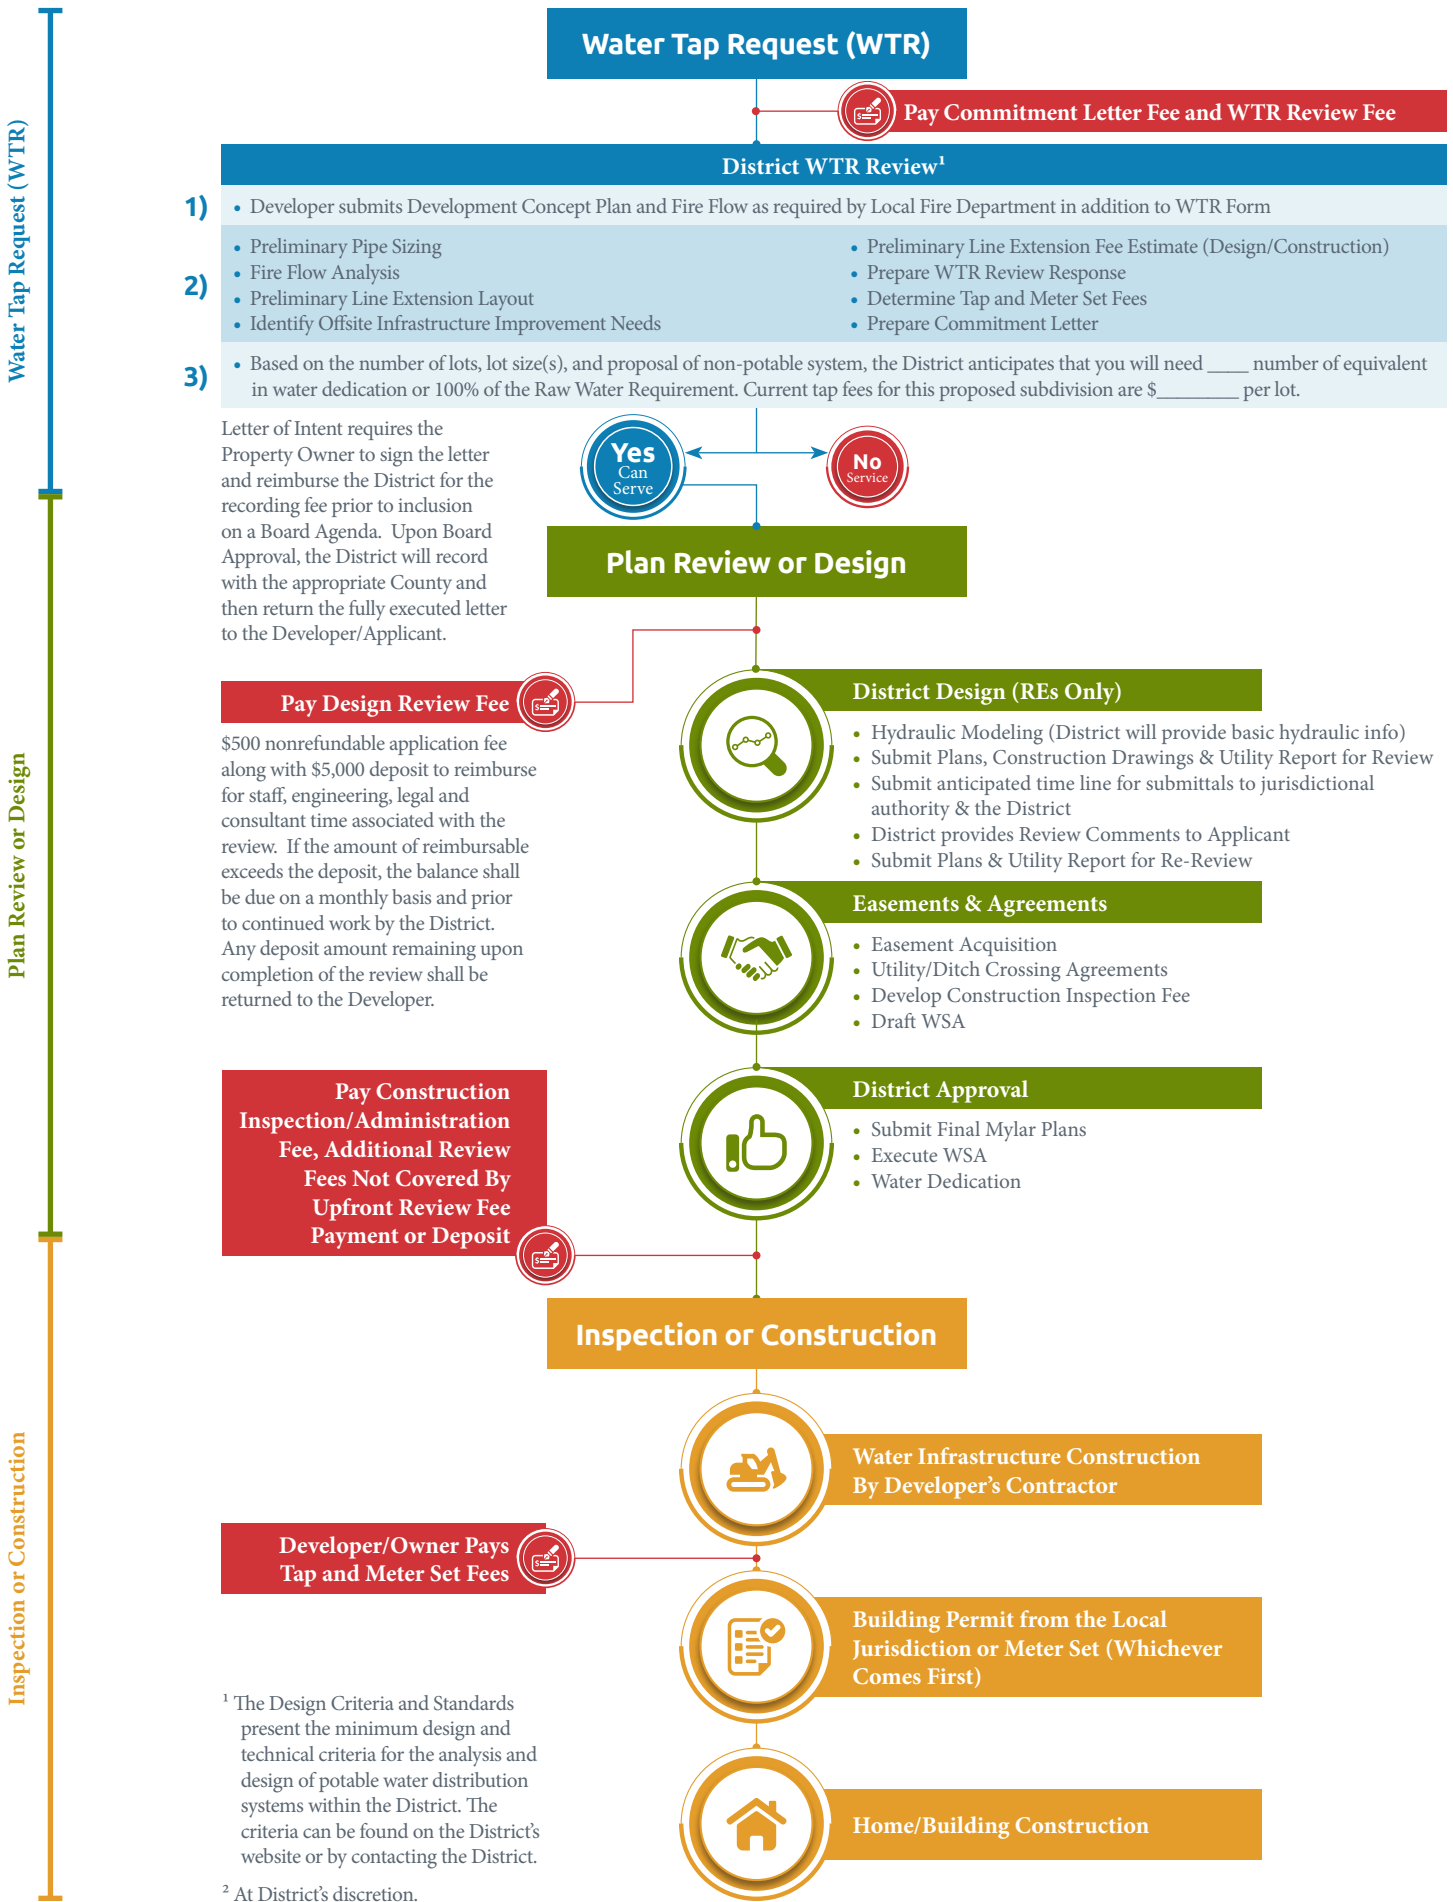 Water Tap Request (WTR)
Water Tap Request (WTR)
Pay Commitment Letter Fee and WTR Review Fee
District WTR Review¹
1)
• Developer submits Development Concept Plan and Fire Flow as required by Local Fire Department in addition to WTR Form
2)
• Preliminary Pipe Sizing
• Fire Flow Analysis
• Preliminary Line Extension Layout
• Identify Offsite Infrastructure Improvement Needs
• Preliminary Line Extension Fee Estimate (Design/Construction)
• Prepare WTR Review Response
• Determine Tap and Meter Set Fees
• Prepare Commitment Letter
3)
• Based on the number of lots, lot size(s), and proposal of non-potable system, the District anticipates that you will need ____ number of equivalent
in water dedication or 100% of the Raw Water Requirement. Current tap fees for this proposed subdivision are $________ per lot.
Letter of Intent requires the
Property Owner to sign the letter
and reimburse the District for the
recording fee prior to inclusion
on a Board Agenda.  Upon Board
Approval, the District will record
with the appropriate County and
then return the fully executed letter
to the Developer/Applicant.
Yes
Can
Serve
No
Service
Plan Review or Design
Plan Review or Design
Pay Design Review Fee
$500 nonrefundable application fee
along with $5,000 deposit to reimburse
for staff, engineering, legal and
consultant time associated with the
review.  If the amount of reimbursable
exceeds the deposit, the balance shall
be due on a monthly basis and prior
to continued work by the District.
Any deposit amount remaining upon
completion of the review shall be
returned to the Developer.
District Design (REs Only)
• Hydraulic Modeling (District will provide basic hydraulic info)
• Submit Plans, Construction Drawings & Utility Report for Review
• Submit anticipated time line for submittals to jurisdictional
authority & the District
• District provides Review Comments to Applicant
• Submit Plans & Utility Report for Re-Review
Easements & Agreements
• Easement Acquisition
• Utility/Ditch Crossing Agreements
• Develop Construction Inspection Fee
• Draft WSA
Pay Construction
Inspection/Administration
Fee, Additional Review
Fees Not Covered By
Upfront Review Fee
Payment or Deposit
District Approval
• Submit Final Mylar Plans
• Execute WSA
• Water Dedication
Inspection or Construction
Inspection or Construction
Water Infrastructure Construction
By Developer's Contractor
Developer/Owner Pays
Tap and Meter Set Fees
Building Permit from the Local
Jurisdiction or Meter Set (Whichever
Comes First)
Home/Building Construction
¹ The Design Criteria and Standards
present the minimum design and
technical criteria for the analysis and
design of potable water distribution
systems within the District. The
criteria can be found on the District's
website or by contacting the District.
² At District's discretion.